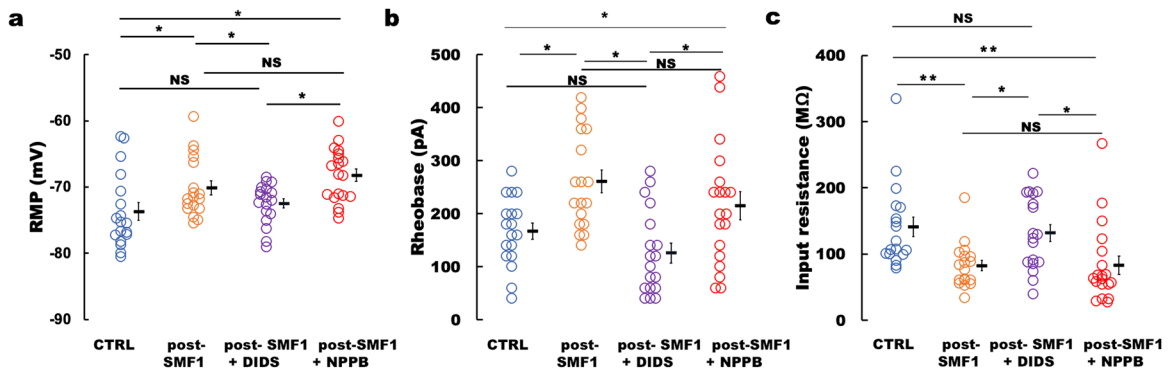 a
*
*
*
NS
NS
*
-50
-60
-70
-80
-90
RMP (mV)
CTRL
post-
SMF1
post- SMF1
+ DIDS
post-SMF1
+ NPPB
b
*
*
*
*
NS
NS
500
400
300
200
100
0
Rheobase (pA)
CTRL
post-
SMF1
post- SMF1
+ DIDS
post-SMF1
+ NPPB
c
NS
**
**
*
*
NS
400
300
200
100
0
Input resistance (MΩ)
CTRL
post-
SMF1
post- SMF1
+ DIDS
post-SMF1
+ NPPB